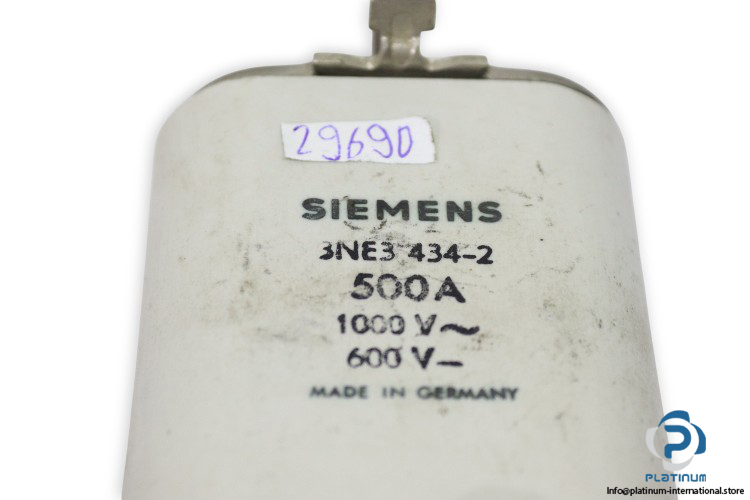 29690
SIEMENS
3NE3 434-2
500A
1000 V~
600 V-
MADE IN GERMANY
PLATINUM
Info@platinum-international.store